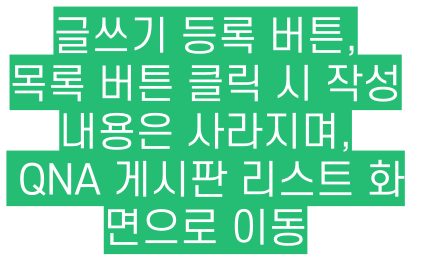 글쓰기 등록 버튼,
목록 버튼 클릭 시 작성
내용은 사라지며,
QNA 게시판 리스트 화
면으로 이동